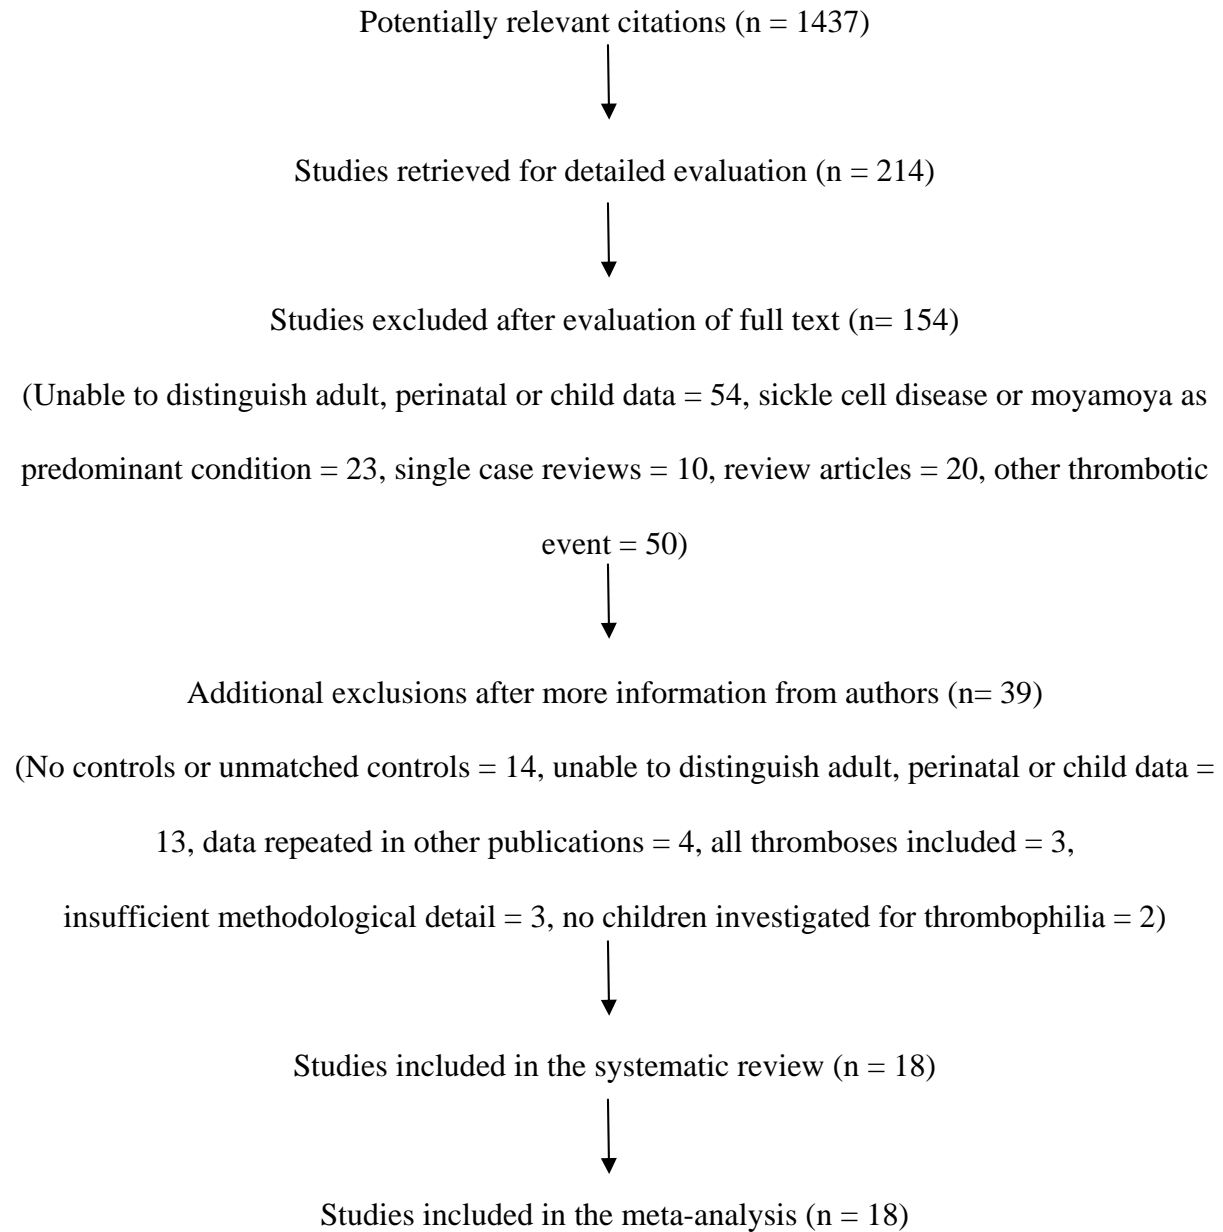 Potentially relevant citations (n = 1437)
Studies retrieved for detailed evaluation (n = 214)
Studies excluded after evaluation of full text (n= 154)
(Unable to distinguish adult, perinatal or child data = 54, sickle cell disease or moyamoya as
predominant condition = 23, single case reviews = 10, review articles = 20, other thrombotic
event = 50)
Additional exclusions after more information from authors (n= 39)
(No controls or unmatched controls = 14, unable to distinguish adult, perinatal or child data =
13, data repeated in other publications = 4, all thromboses included = 3,
insufficient methodological detail = 3, no children investigated for thrombophilia = 2)
Studies included in the systematic review (n = 18)
Studies included in the meta-analysis (n = 18)